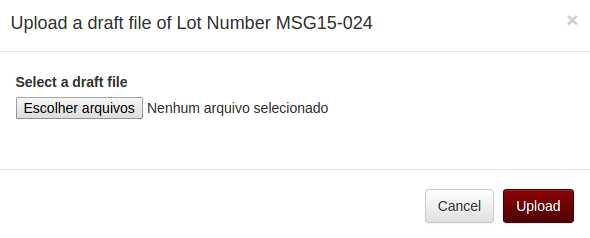 Upload a draft file of Lot Number MSG15-024 ×
Select a draft file
Escolher arquivos Nenhum arquivo selecionado
Cancel Upload